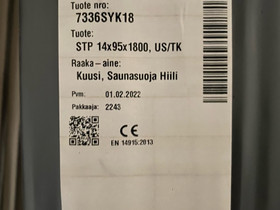 Tuote nro:
7336SYK18
Tuote:
STP 14x95x1800, US/TK
Raaka-aine:
Kuusi, Saunasuoja Hiili
Pvm: 01.02.2022
Pakkaaja: 2243
CE
EN 14915:2013